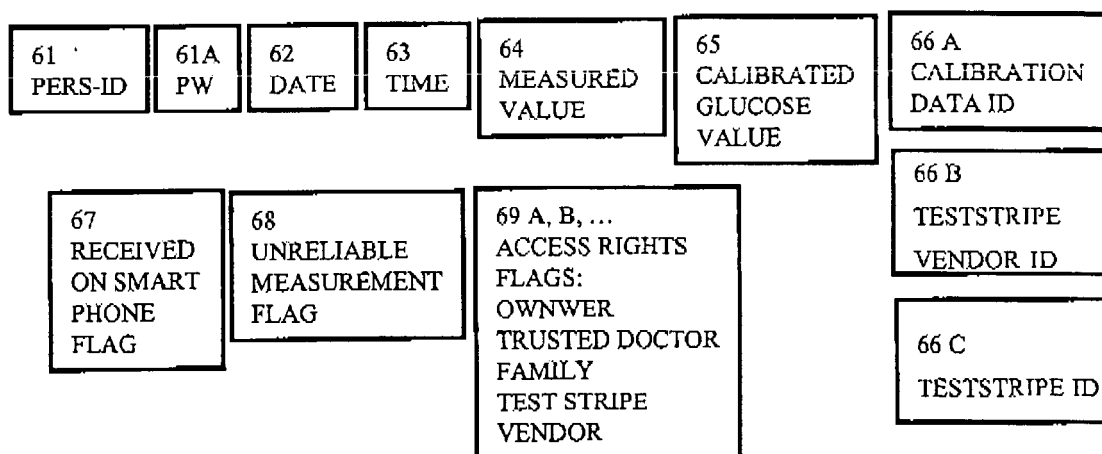 61
PERS-ID
61A
PW
62
DATE
63
TIME
64
MEASURED
VALUE
65
CALIBRATED
GLUCOSE
VALUE
66 A
CALIBRATION
DATA ID
66 B
TESTSTRIPE
VENDOR ID
66 C
TESTSTRIPE ID
67
RECEIVED
ON SMART
PHONE
FLAG
68
UNRELIABLE
MEASUREMENT
FLAG
69 A, B, ...
ACCESS RIGHTS
FLAGS:
OWNWER
TRUSTED DOCTOR
FAMILY
TEST STRIPE
VENDOR